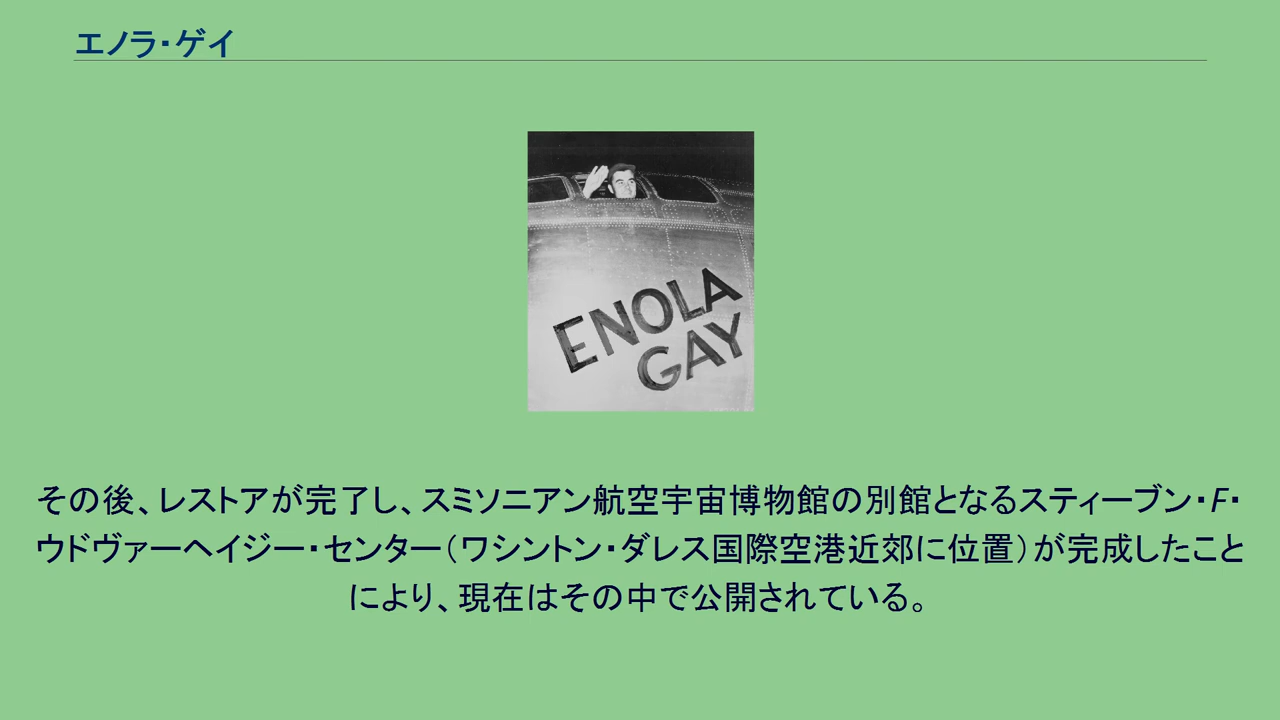 エノラ・ゲイ
ENOLA
GAY
その後、レストアが完了し、スミソニアン航空宇宙博物館の別館となるスティーブン・F・
ウドヴァーヘイジー・センター（ワシントン・ダレス国際空港近郊に位置）が完成したこと
により、現在はその中で公開されている。